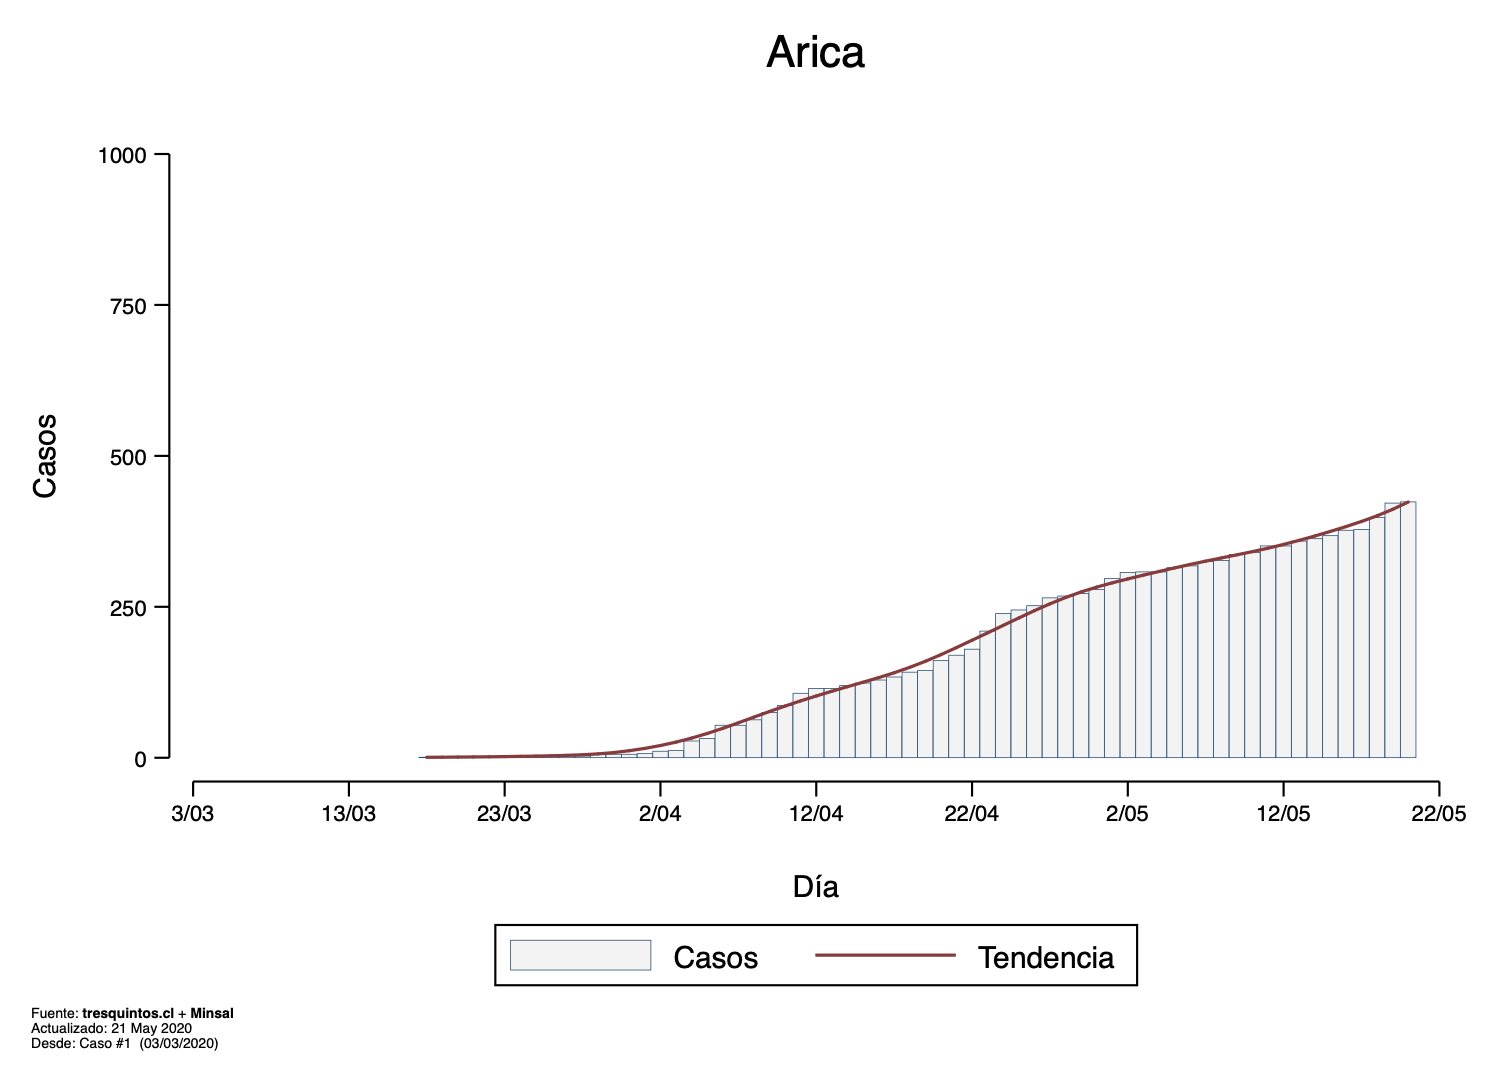 Arica
1000
750
500
250
0
Casos
3/03 13/03 23/03 2/04 12/04 22/04 2/05 12/05 22/05
Día
Casos Tendencia
Fuente: tresquintos.cl + Minsal
Actualizado: 21 May 2020
Desde: Caso #1 (03/03/2020)